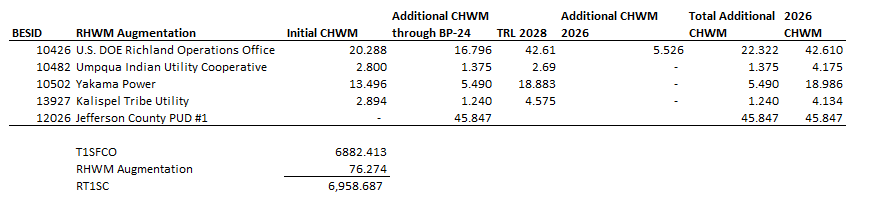 Additional CHWM Additional CHWM Total Additional 2026
BESID RHWM Augmentation Initial CHWM through BP-24 TRL 2028 2026 CHWM CHWM
10426 U.S. DOE Richland Operations Office 20.288 16.796 42.61 5.526 22.322 42.610
10482 Umpqua Indian Utility Cooperative 2.800 1.375 2.69 - 1.375 4.175
10502 Yakama Power 13.496 5.490 18.883 - 5.490 18.986
13927 Kalispel Tribe Utility 2.894 1.240 4.575 - 1.240 4.134
12026 Jefferson County PUD #1 - 45.847 45.847 45.847
T1SFCO 6882.413
RHWM Augmentation 76.274
RT1SC 6,958.687